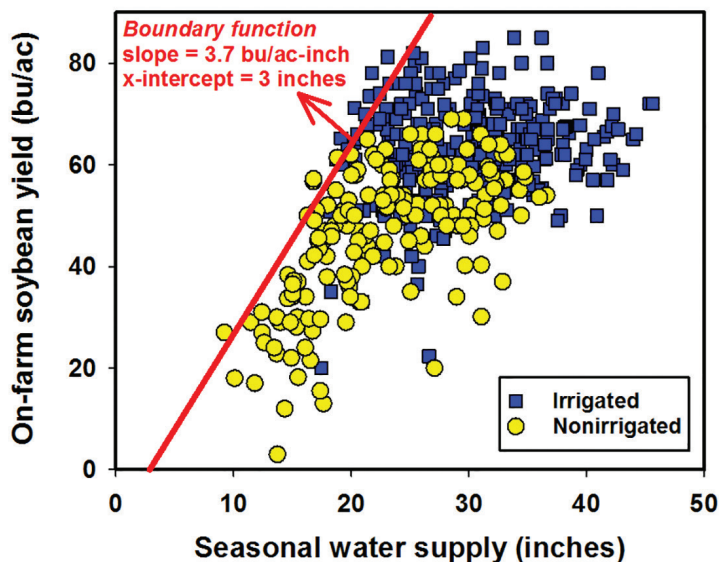 Boundary function
slope = 3.7 bu/ac-inch
x-intercept = 3 inches
On-farm soybean yield (bu/ac)
80
60
40
20
0
Irrigated
Nonirrigated
0 10 20 30 40 50
Seasonal water supply (inches)